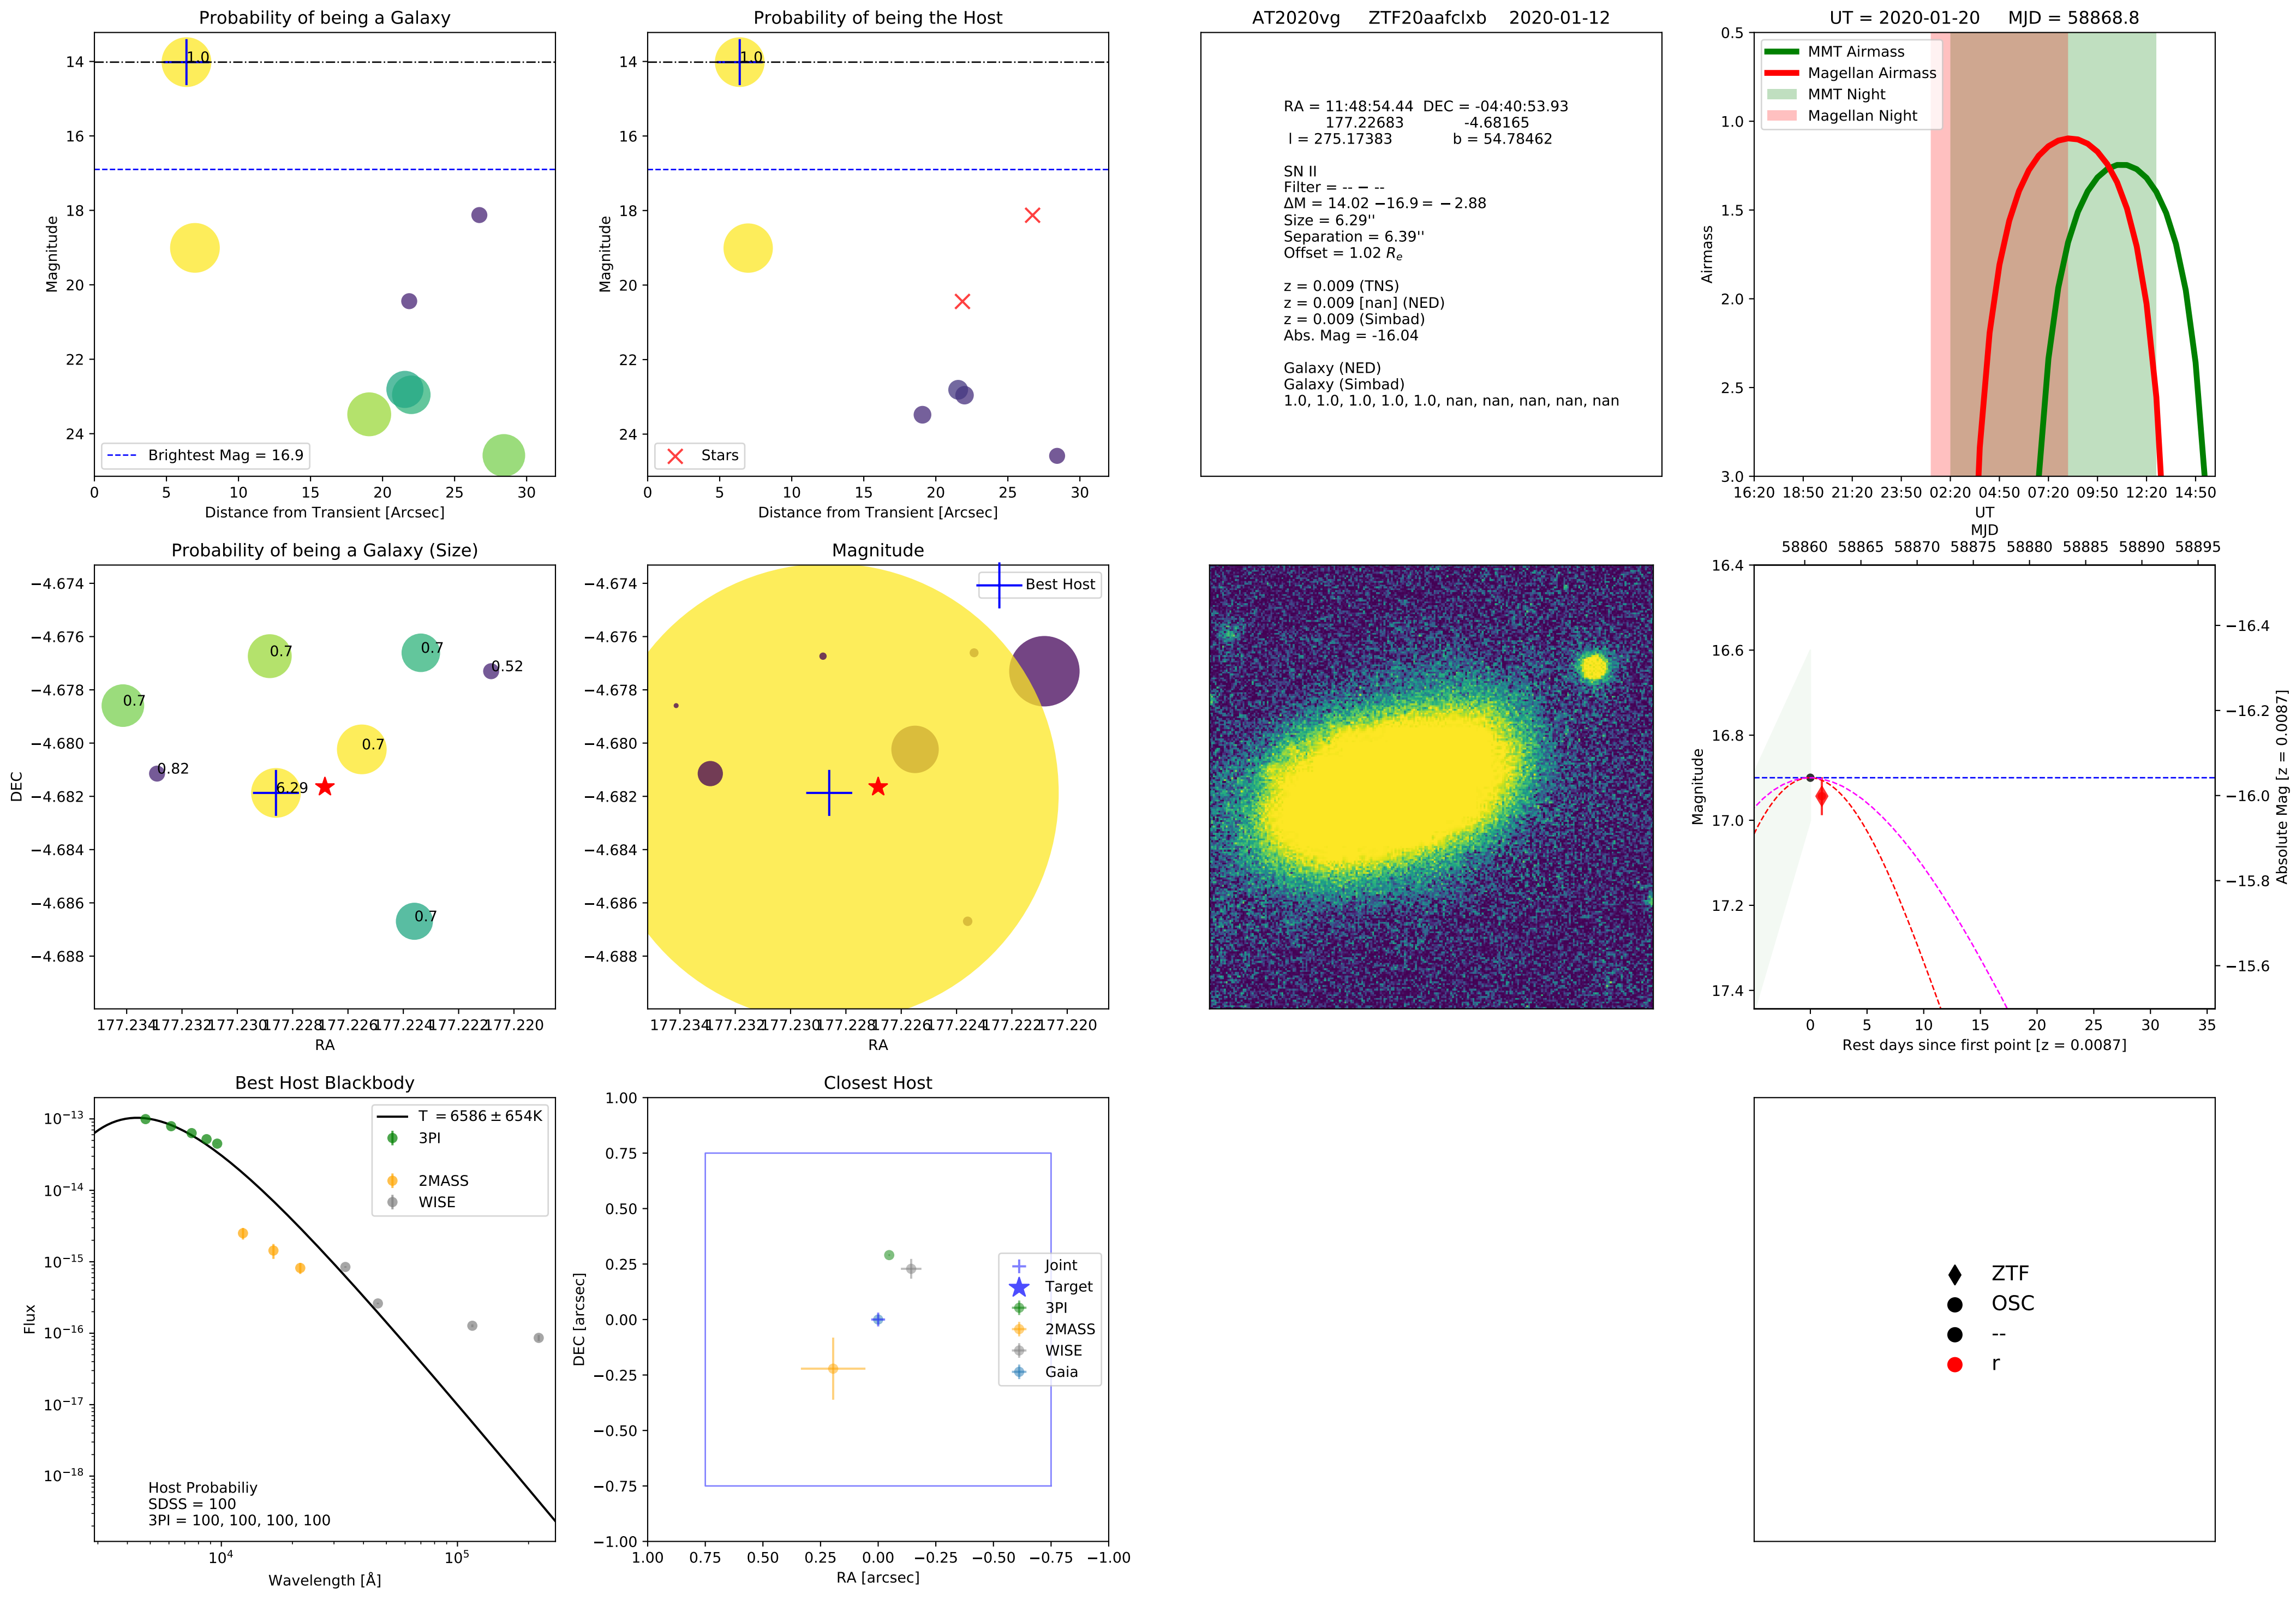 Probability of being a Galaxy
14
16
18
20
22
24
Magnitude
1.0
Brightest Mag = 16.9
0 5 10 15 20 25 30
Distance from Transient [Arcsec]
Probability of being the Host
14
16
18
20
22
24
Magnitude
1.0
Stars
0 5 10 15 20 25 30
Distance from Transient [Arcsec]
AT2020vg ZTF20aafclxb 2020-01-12
RA = 11:48:54.44 DEC = -04:40:53.93
177.22683 -4.68165
l = 275.17383 b = 54.78462
SN II
Filter = -- − --
ΔM = 14.02 −16.9 = −2.88
Size = 6.29''
Separation = 6.39''
Offset = 1.02 Re
z = 0.009 (TNS)
z = 0.009 [nan] (NED)
z = 0.009 (Simbad)
Abs. Mag = -16.04
Galaxy (NED)
Galaxy (Simbad)
1.0, 1.0, 1.0, 1.0, 1.0, nan, nan, nan, nan, nan
UT = 2020-01-20 MJD = 58868.8
0.5
1.0
1.5
2.0
2.5
3.0
Airmass
MMT Airmass
Magellan Airmass
MMT Night
Magellan Night
16:20 18:50 21:20 23:50 02:20 04:50 07:20 09:50 12:20 14:50
UT
Probability of being a Galaxy (Size)
−4.674
−4.676
−4.678
−4.680
−4.682
−4.684
−4.686
−4.688
DEC
0.7
0.7
0.52
0.7
0.7
0.82
6.29
0.7
177.234 177.232 177.230 177.228 177.226 177.224 177.222 177.220
RA
Magnitude
−4.674
−4.676
−4.678
−4.680
−4.682
−4.684
−4.686
−4.688
Best Host
177.234 177.232 177.230 177.228 177.226 177.224 177.222 177.220
RA
MJD
58860 58865 58870 58875 58880 58885 58890 58895
16.4
16.6
16.8
17.0
17.2
17.4
Magnitude
−16.4
−16.2
−16.0
−15.8
−15.6
Absolute Mag [z = 0.0087]
0 5 10 15 20 25 30 35
Rest days since first point [z = 0.0087]
Best Host Blackbody
10−13
10−14
10−15
10−16
10−17
10−18
Flux
T = 6586 ± 654K
3PI
2MASS
WISE
Host Probabiliy
SDSS = 100
3PI = 100, 100, 100, 100
104 105
Wavelength [Å]
Closest Host
1.00
0.75
0.50
0.25
0.00
−0.25
−0.50
−0.75
−1.00
DEC [arcsec]
Joint
Target
3PI
2MASS
WISE
Gaia
1.00 0.75 0.50 0.25 0.00 −0.25 −0.50 −0.75 −1.00
RA [arcsec]
ZTF
OSC
--
r